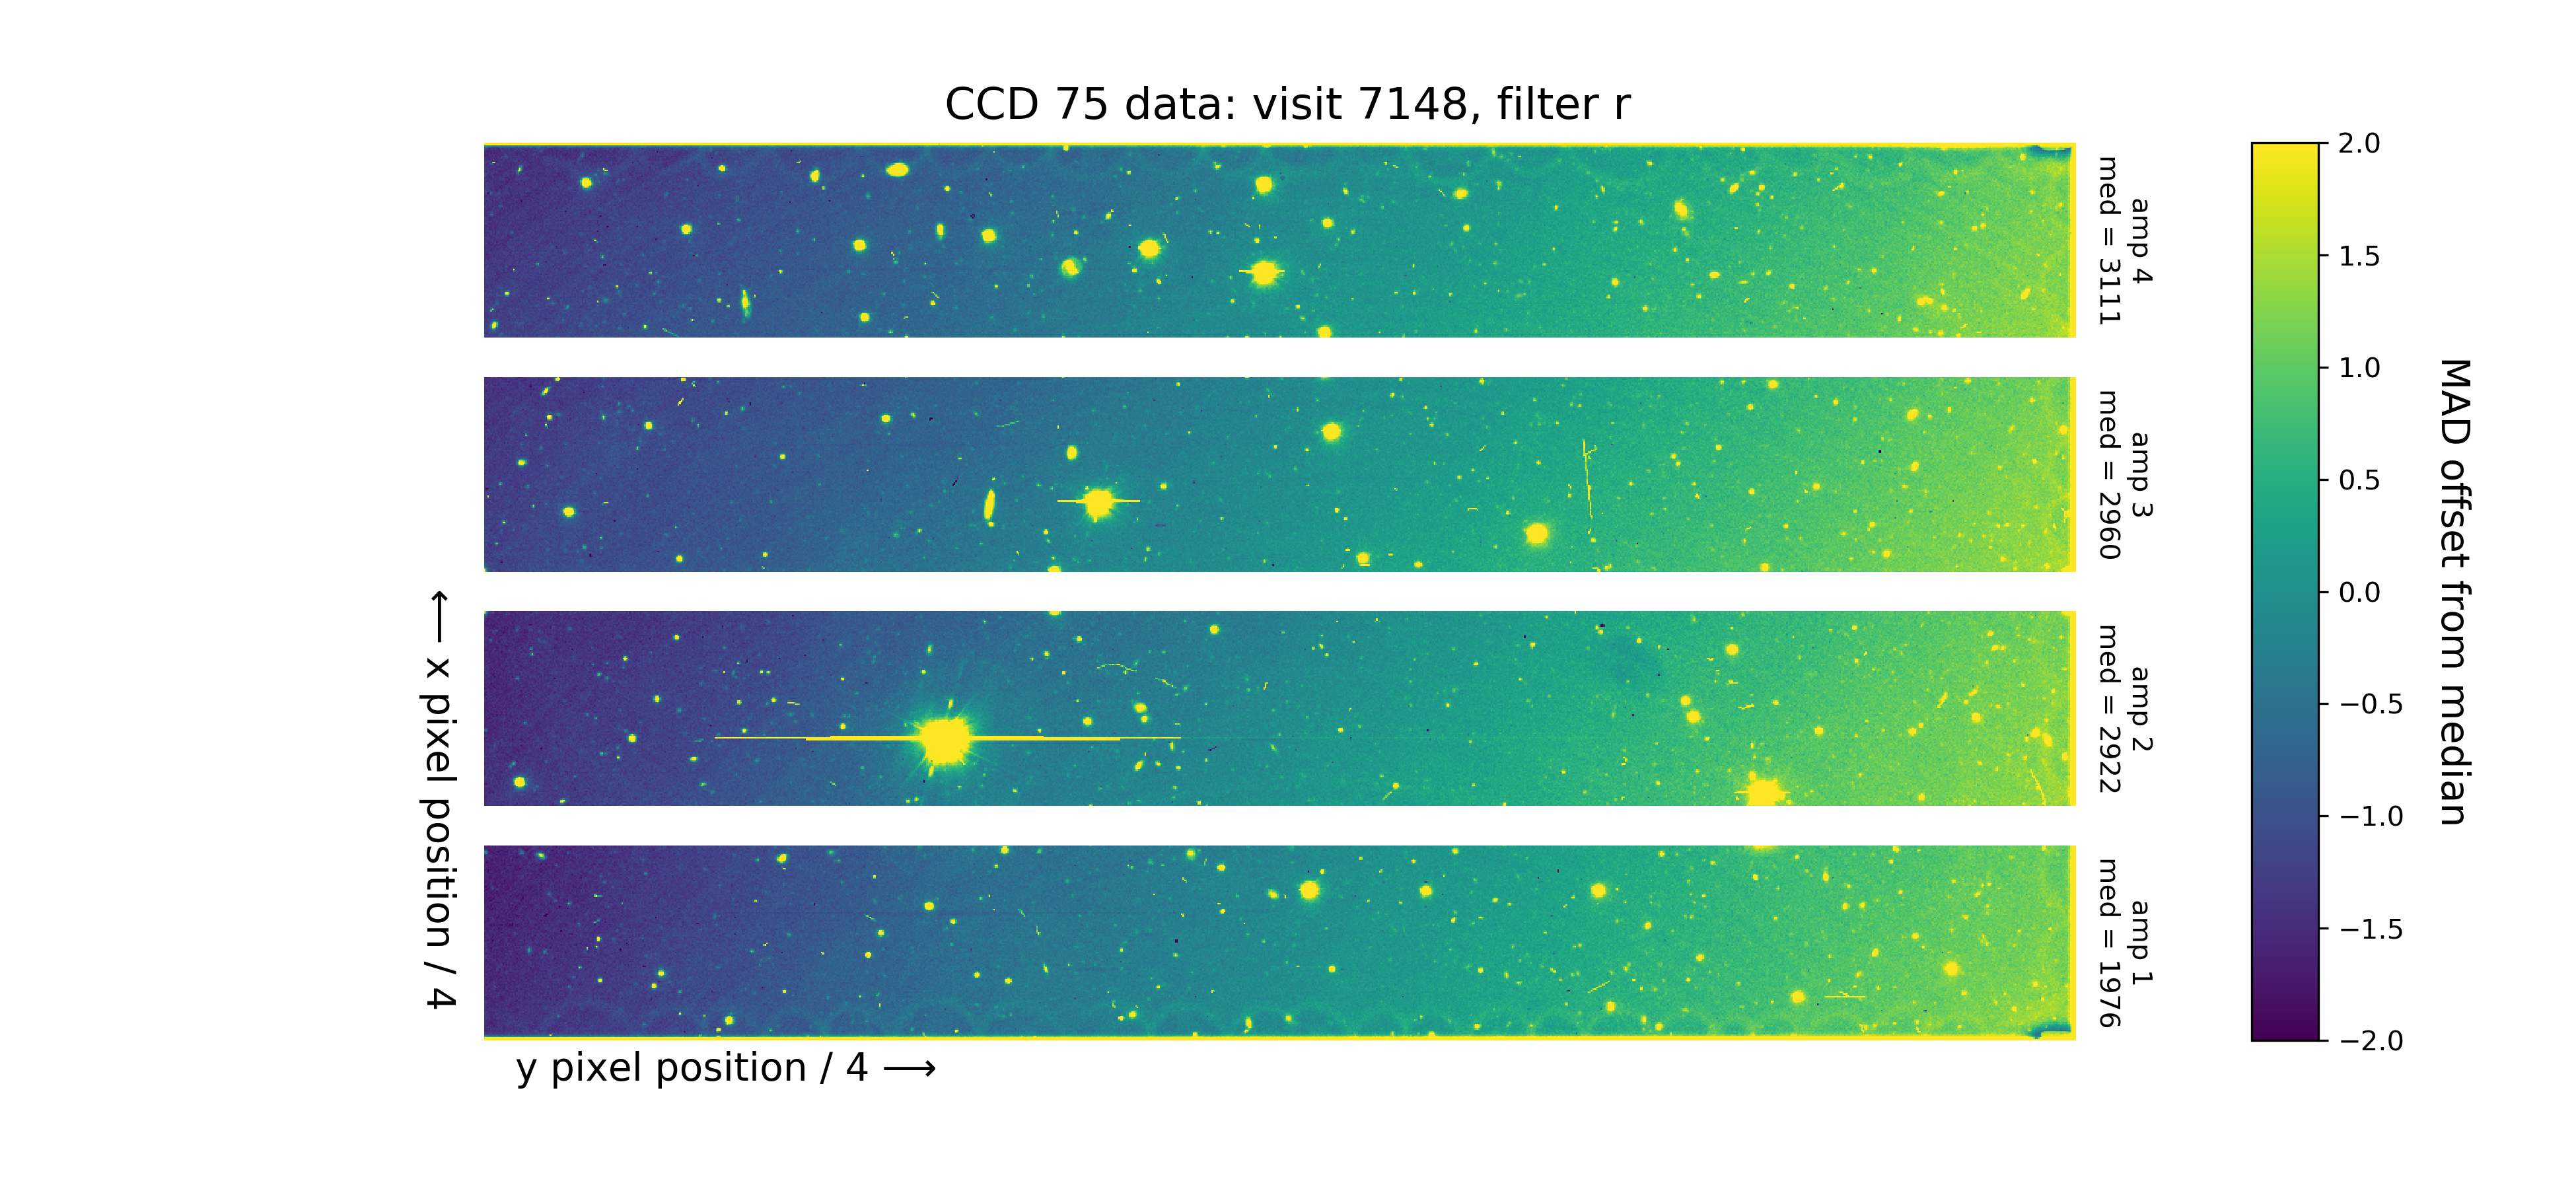 CCD 75 data: visit 7148, filter r
amp 4
med = 3111
amp 3
med = 2960
amp 2
med = 2922
amp 1
med = 1976
⟵ x pixel position / 4
y pixel position / 4 ⟶
2.0
1.5
1.0
0.5
0.0
−0.5
−1.0
−1.5
−2.0
MAD offset from median